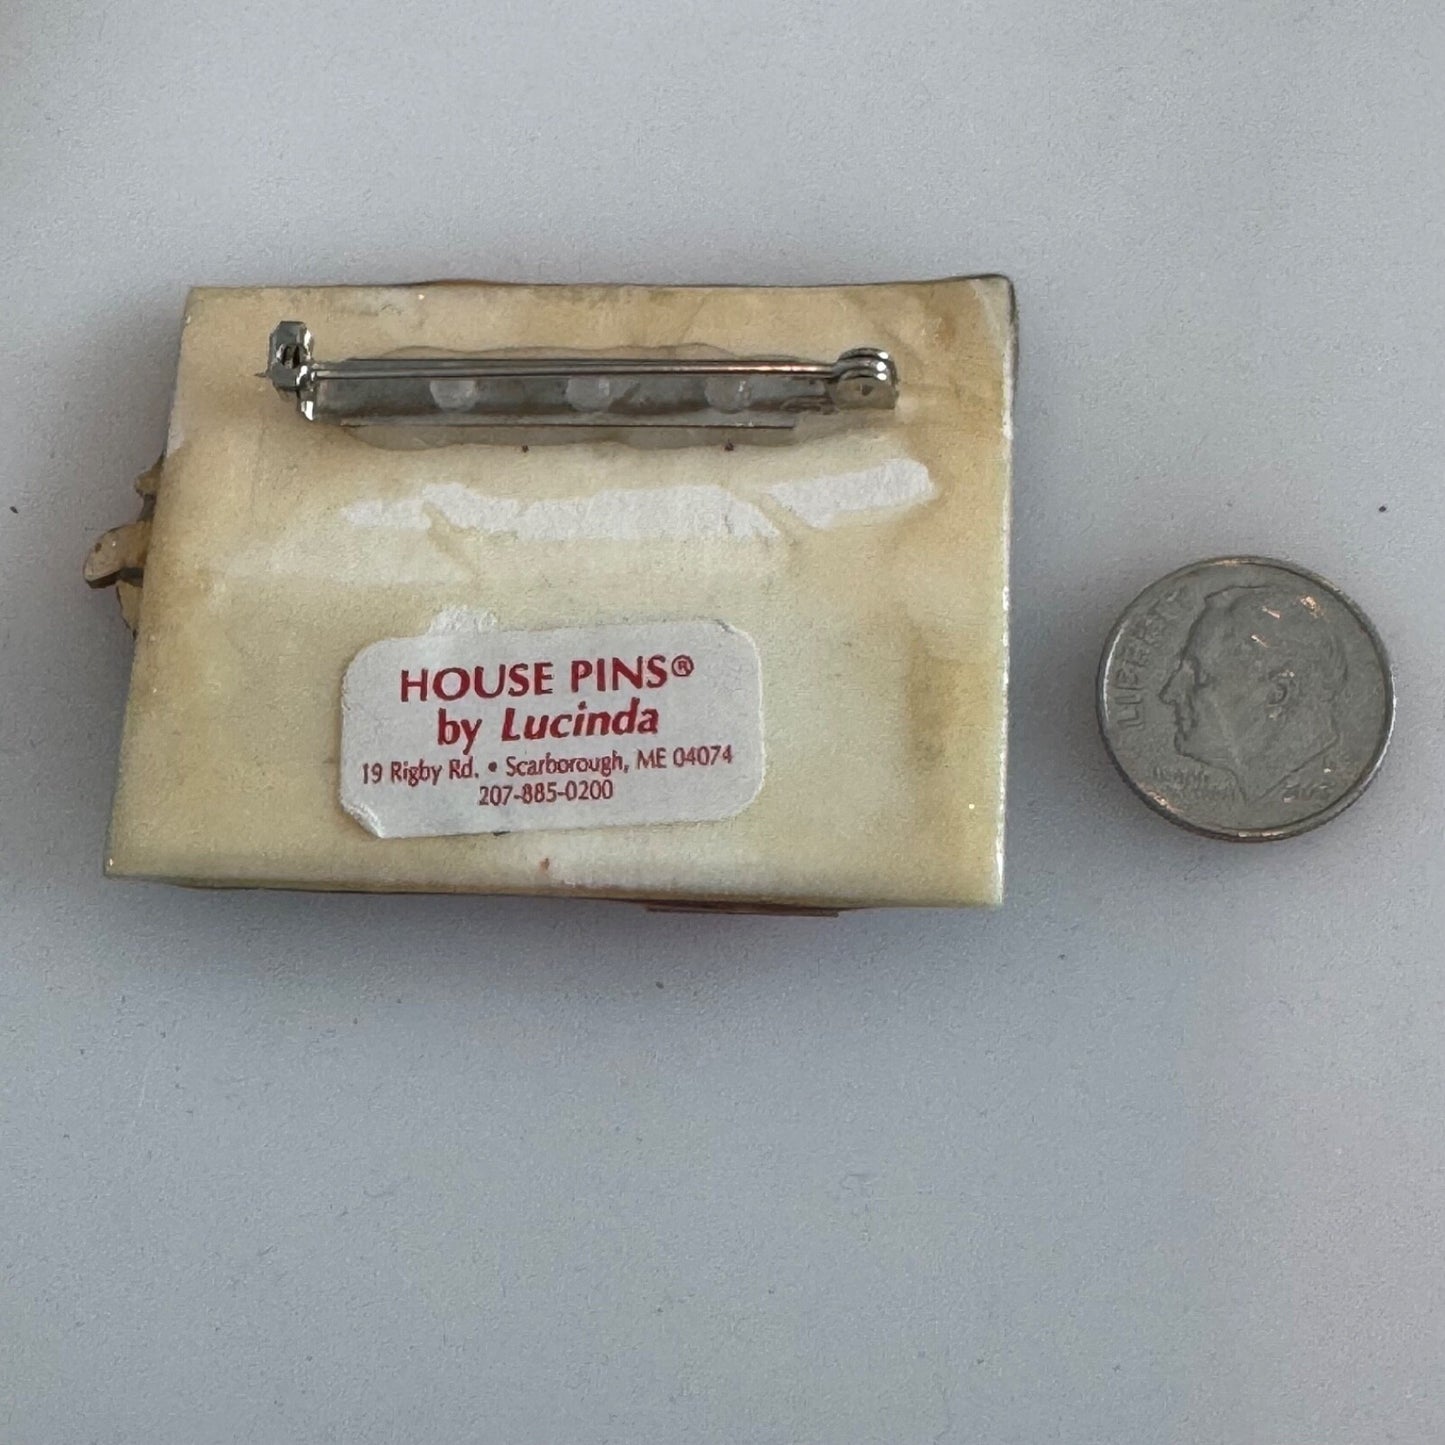 HOUSE PINS®
by Lucinda
19 Rigby Rd. • Scarborough, ME 04074
207-885-0200
LIBERTY